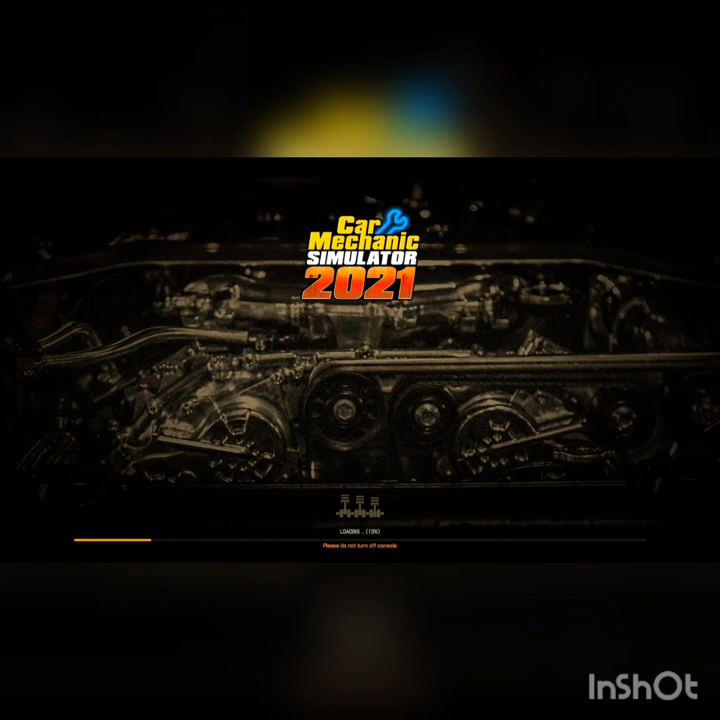 Car
Mechanic
SIMULATOR
2021
LOADING .. (10%)
Please do not turn off console
InShOt